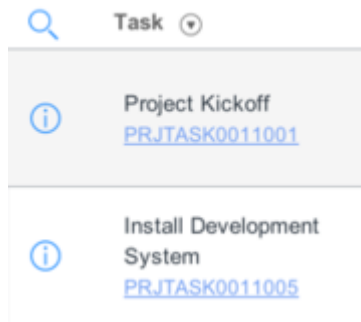 Task
Project Kickoff
PRJTASK0011001
Install Development
System
PRJTASK0011005